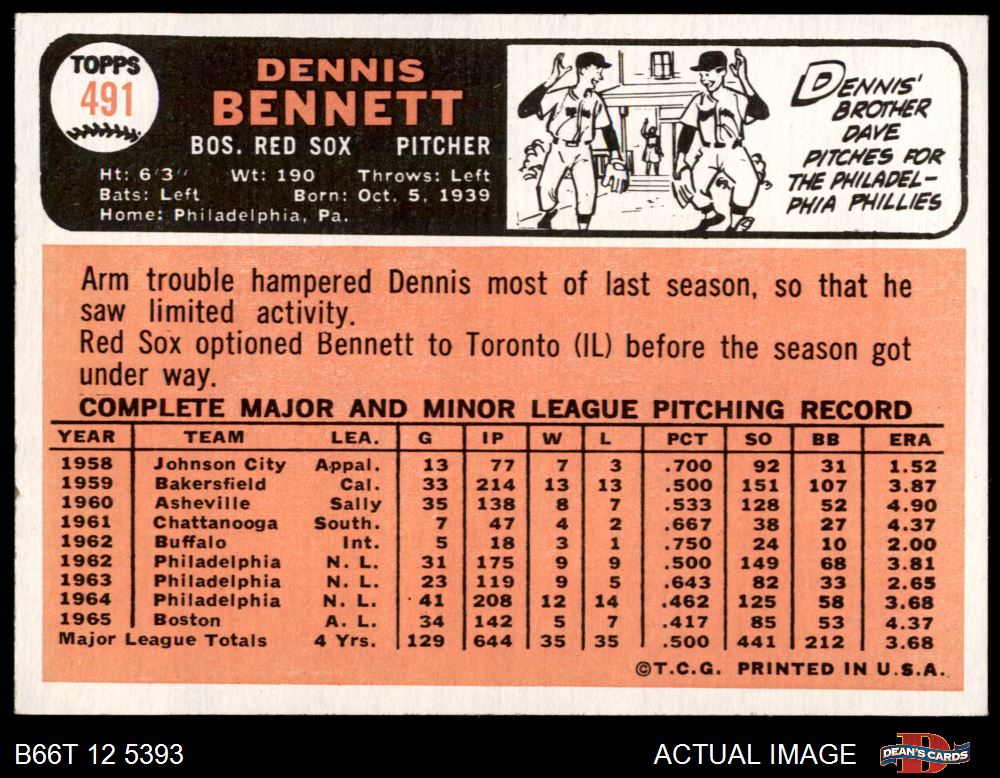 TOPPS
491
DENNIS
BENNETT
BOS. RED SOX PITCHER
Ht: 6'3" Wt: 190 Throws: Left
Bats: Left Born: Oct. 5, 1939
Home: Philadelphia, Pa.
DENNIS'
BROTHER
DAVE
PITCHES FOR
THE PHILADEL-
PHIA PHILLIES
Arm trouble hampered Dennis most of last season, so that he
saw limited activity.
Red Sox optioned Bennett to Toronto (IL) before the season got
under way.
COMPLETE MAJOR AND MINOR LEAGUE PITCHING RECORD
YEAR TEAM LEA. G IP W L PCT SO BB ERA
1958 Johnson City Appal. 13 77 7 3 .700 92 31 1.52
1959 Bakersfield Cal. 33 214 13 13 .500 151 107 3.87
1960 Asheville Sally 35 138 8 7 .533 128 52 4.90
1961 Chattanooga South. 7 47 4 2 .667 38 27 4.37
1962 Buffalo Int. 5 18 3 1 .750 24 10 2.00
1962 Philadelphia N. L. 31 175 9 9 .500 149 68 3.81
1963 Philadelphia N. L. 23 119 9 5 .643 82 33 2.65
1964 Philadelphia N. L. 41 208 12 14 .462 125 58 3.68
1965 Boston A. L. 34 142 5 7 .417 85 53 4.37
Major League Totals 4 Yrs. 129 644 35 35 .500 441 212 3.68
©T.C.G. PRINTED IN U.S.A.
B66T 12 5393
ACTUAL IMAGE
DEAN'S CARDS